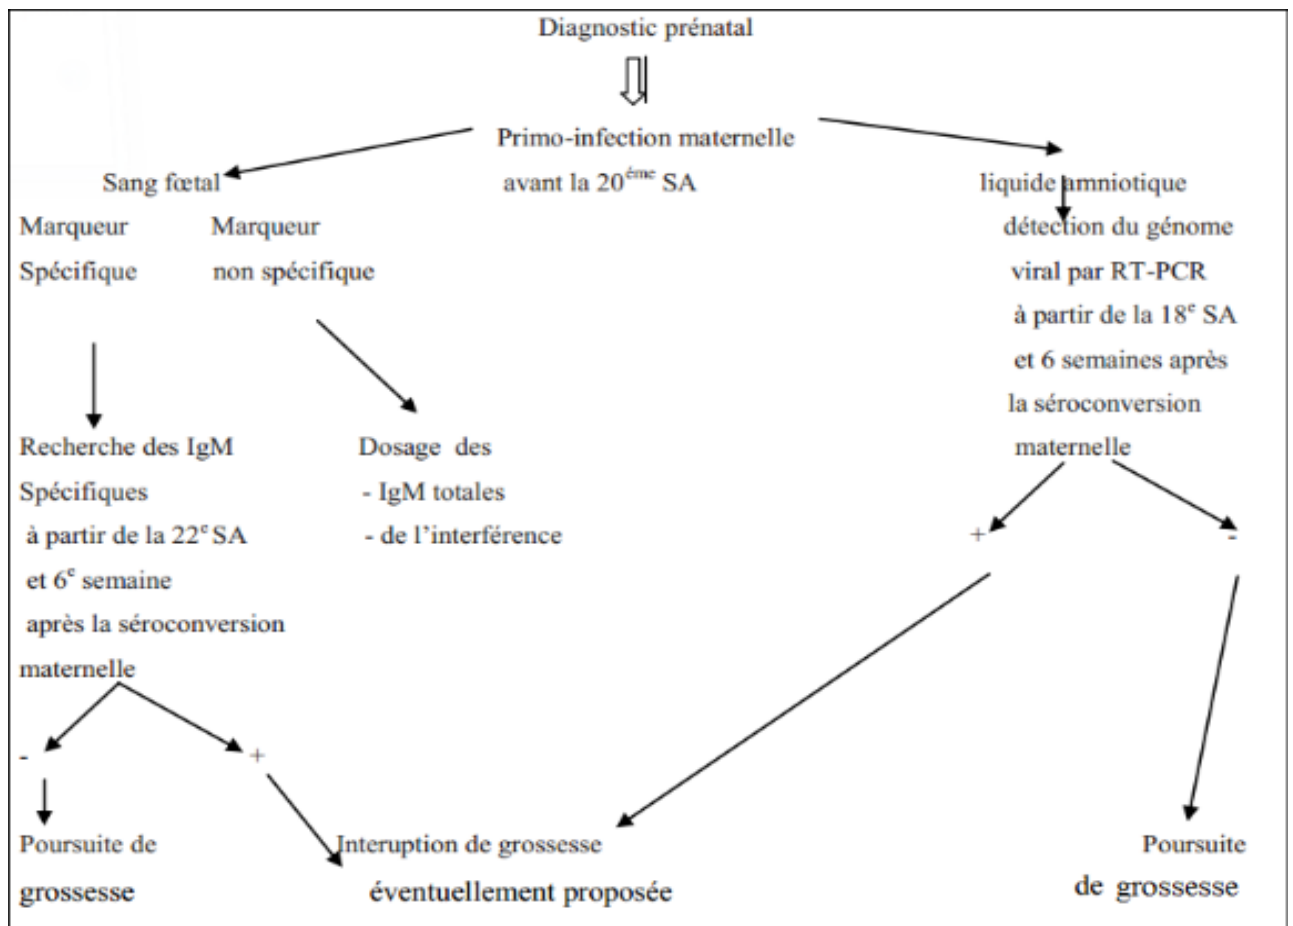 Diagnostic prénatal
Primo-infection maternelle
avant la 20éme SA
Sang fœtal
Marqueur
Spécifique
Marqueur
non spécifique
Recherche des IgM
Spécifiques
à partir de la 22e SA
et 6e semaine
après la séroconversion
maternelle
Dosage des
- IgM totales
- de l'interférence
-
+
Poursuite de
grossesse
Interuption de grossesse
éventuellement proposée
liquide amniotique
détection du génome
viral par RT-PCR
à partir de la 18e SA
et 6 semaines après
la séroconversion
maternelle
+
-
Poursuite
de grossesse